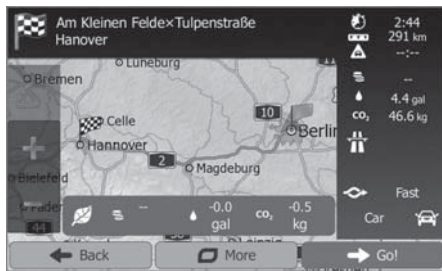 Am Kleinen Felde×Tulpenstraße
Hanover
2:44
291 km
--:--
--
4.4 gal
CO₂ 46.6 kg
Fast
Car
Luneburg
Bremen
Celle
Hannover
10
Berlin
2
Magdeburg
Bielefeld
44
--
-0.0 gal
CO₂ -0.5 kg
Back
More
Go!